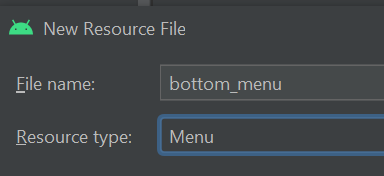 New Resource File
File name: bottom_menu
Resource type: Menu